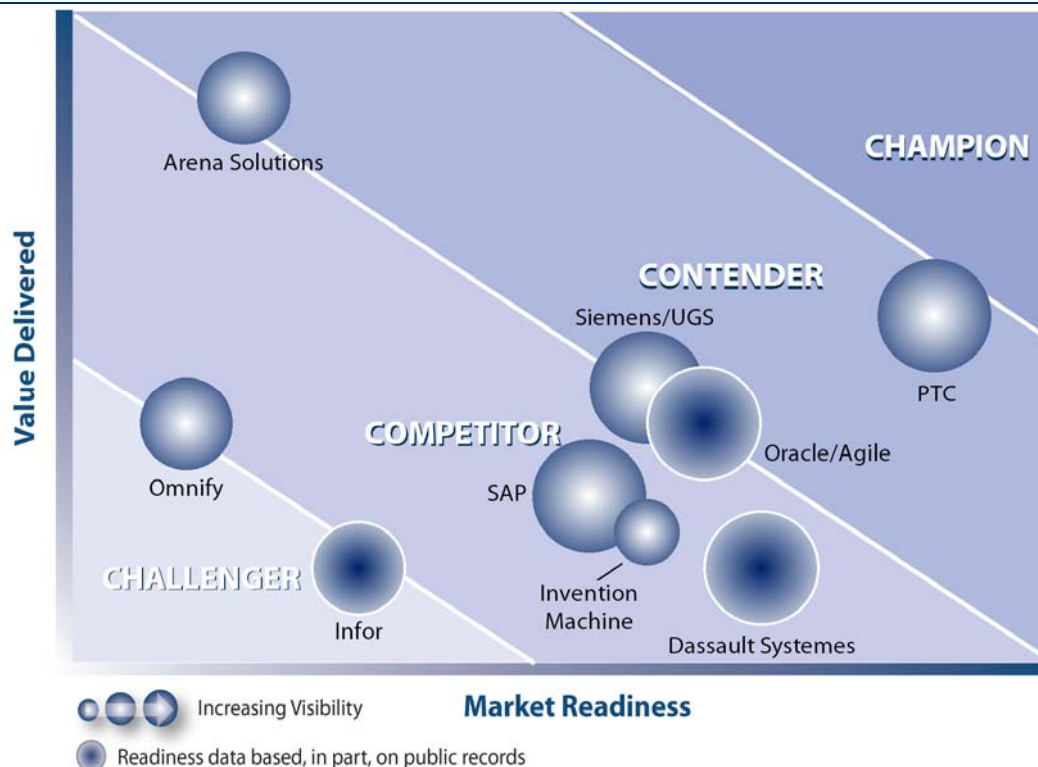 Value Delivered
Arena Solutions
CHAMPION
CONTENDER
Siemens/UGS
PTC
COMPETITOR
Oracle/Agile
SAP
Omnify
CHALLENGER
Invention
Machine
Infor
Dassault Systemes
Increasing Visibility
Market Readiness
Readiness data based, in part, on public records